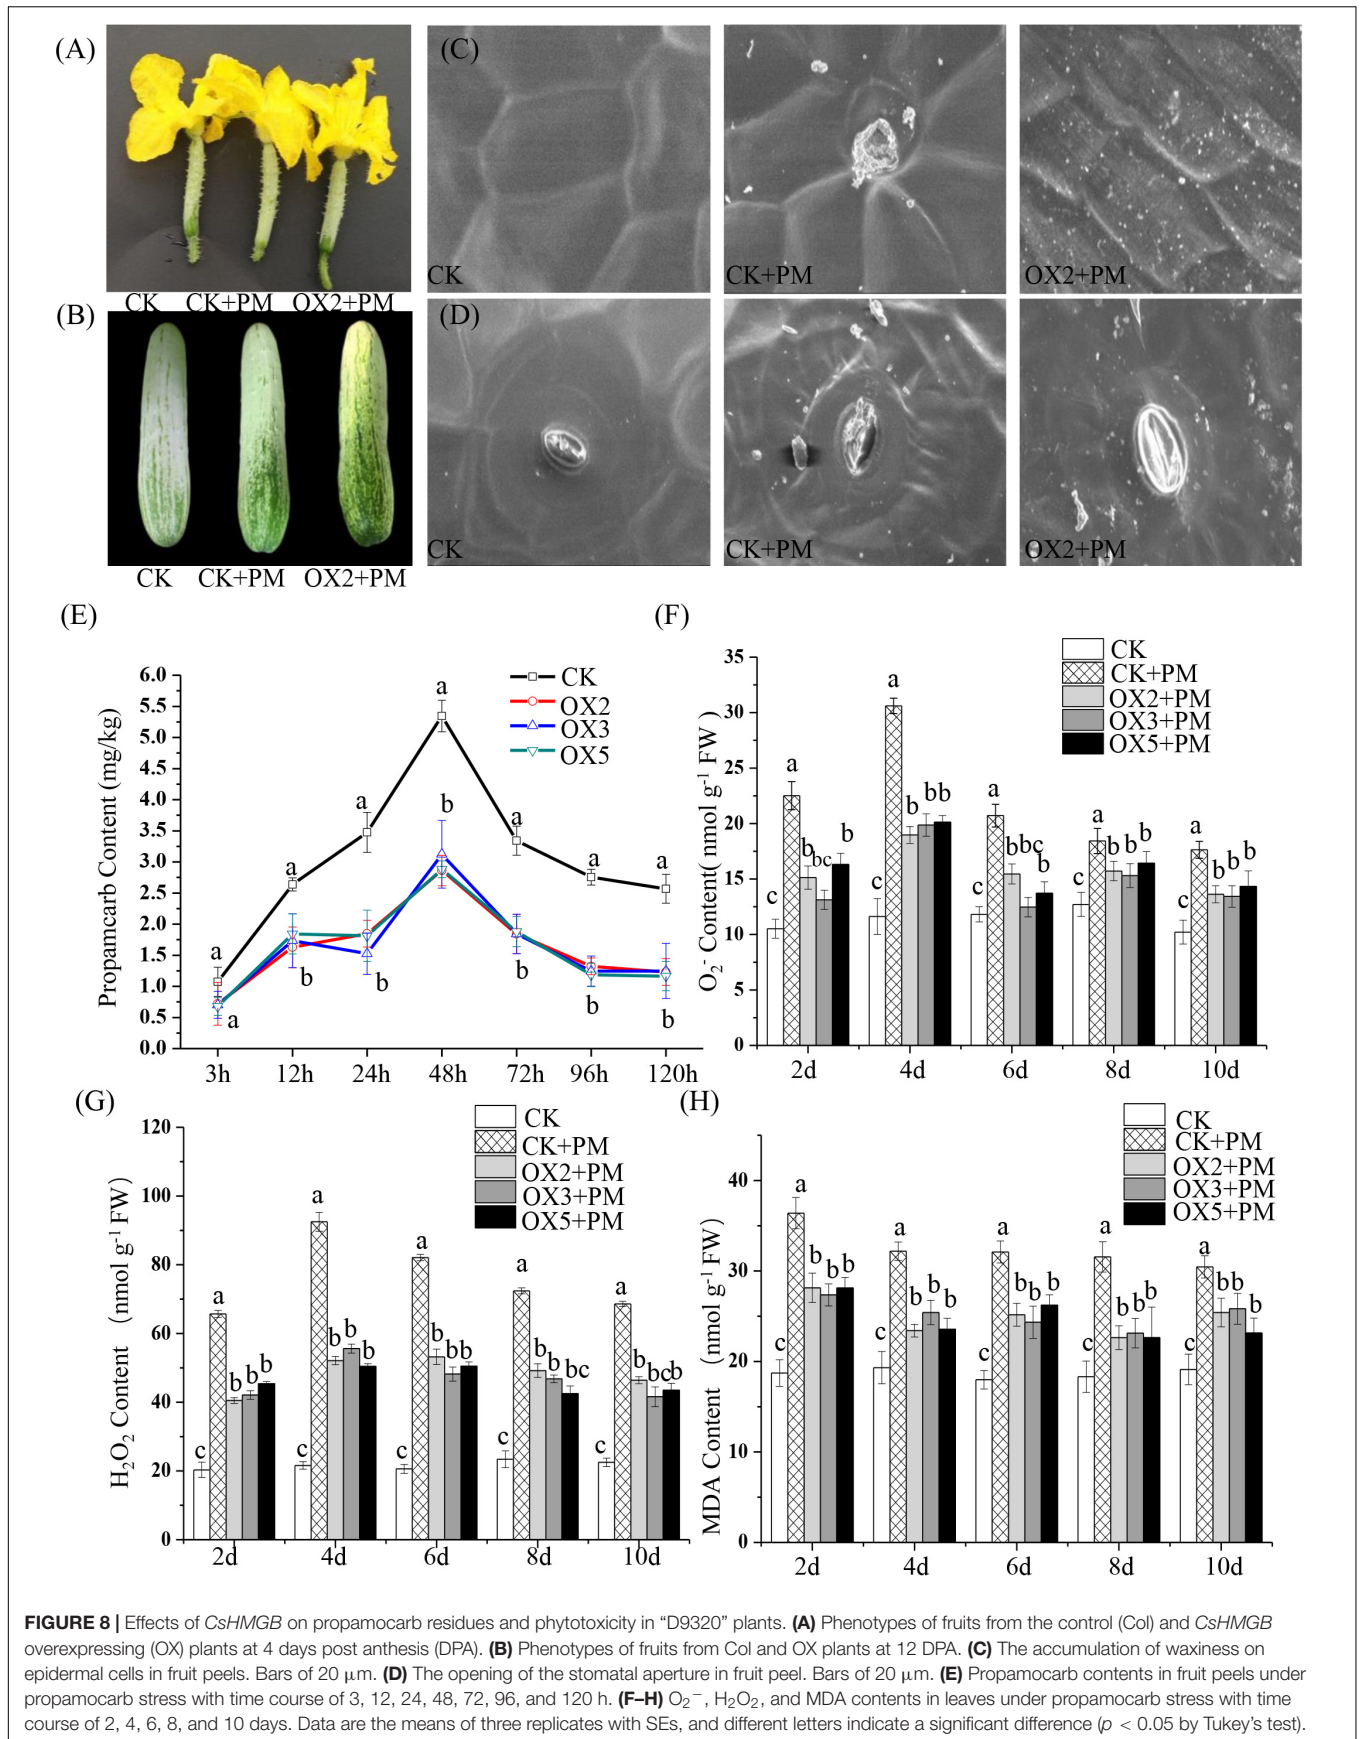 (A)
CK CK+PM OX2+PM
(B)
CK CK+PM OX2+PM
(C)
CK
CK+PM
OX2+PM
(D)
CK
CK+PM
OX2+PM
(E)
Propamcarb Content (mg/kg)
6.0
5.5
5.0
4.5
4.0
3.5
3.0
2.5
2.0
1.5
1.0
0.5
0.0
CK
OX2
OX3
OX5
a a a a a a a
a b b b b b b
3h 12h 24h 48h 72h 96h 120h
(F)
O₂- Content( nmol g⁻¹ FW )
35
30
25
20
15
10
5
0
CK
CK+PM
OX2+PM
OX3+PM
OX5+PM
c a b bc b
c a b bb
c a bbc b
c a b b b
c a b b b
2d 4d 6d 8d 10d
(G)
H₂O₂ Content (nmol g⁻¹ FW)
120
100
80
60
40
20
0
CK
CK+PM
OX2+PM
OX3+PM
OX5+PM
c a b b b
c a b b b
c a b bb
c a b b bc
c a b bcb
2d 4d 6d 8d 10d
(H)
MDA Content (nmol g⁻¹ FW)
40
30
20
10
0
CK
CK+PM
OX2+PM
OX3+PM
OX5+PM
c a b b b
c a b b b
c a b b b
c a b b b
c a bb b
2d 4d 6d 8d 10d
FIGURE 8 | Effects of CsHMGB on propamocarb residues and phytotoxicity in “D9320” plants. (A) Phenotypes of fruits from the control (Col) and CsHMGB
overexpressing (OX) plants at 4 days post anthesis (DPA). (B) Phenotypes of fruits from Col and OX plants at 12 DPA. (C) The accumulation of waxiness on
epidermal cells in fruit peels. Bars of 20 μm. (D) The opening of the stomatal aperture in fruit peel. Bars of 20 μm. (E) Propamocarb contents in fruit peels under
propamocarb stress with time course of 3, 12, 24, 48, 72, 96, and 120 h. (F–H) O₂⁻, H₂O₂, and MDA contents in leaves under propamocarb stress with time
course of 2, 4, 6, 8, and 10 days. Data are the means of three replicates with SEs, and different letters indicate a significant difference (p < 0.05 by Tukey’s test).